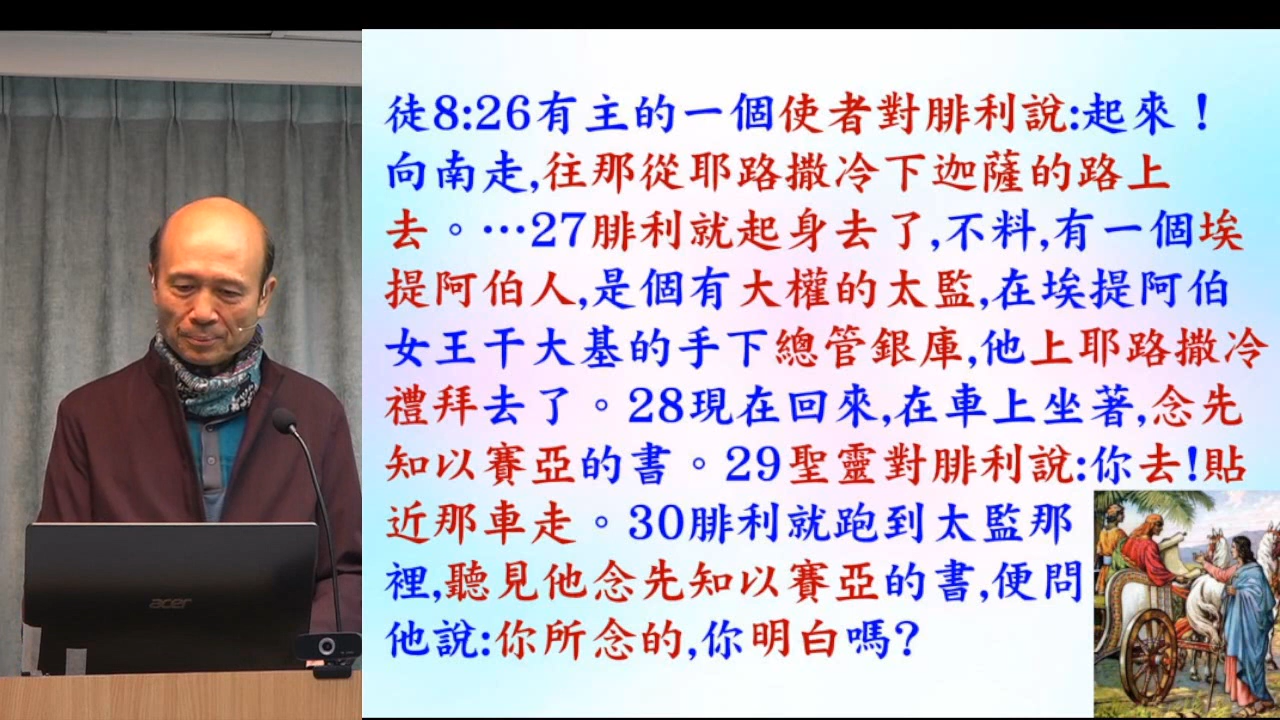 徒8:26有主的一個使者對腓利說:起來！
向南走,往那從耶路撒冷下迦薩的路上
去。…27腓利就起身去了,不料,有一個埃
提阿伯人,是個有大權的太監,在埃提阿伯
女王干大基的手下總管銀庫,他上耶路撒冷
禮拜去了。28現在回來,在車上坐著,念先
知以賽亞的書。29聖靈對腓利說:你去!貼
近那車走。30腓利就跑到太監那
裡,聽見他念先知以賽亞的書,便問
他說:你所念的,你明白嗎?
acer